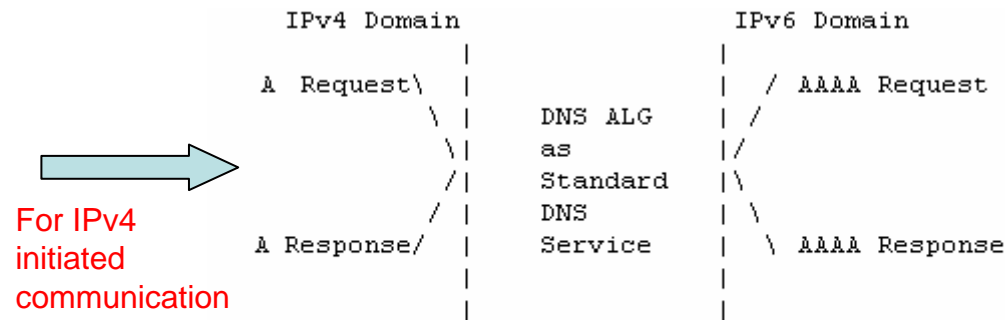 IPv4 Domain IPv6 Domain
A Request\ | | / AAAA Request
\ | DNS ALG | /
\| as |/
/| Standard |\
/ | DNS | \
A Response/ | Service | \ AAAA Response
For IPv4
initiated
communication